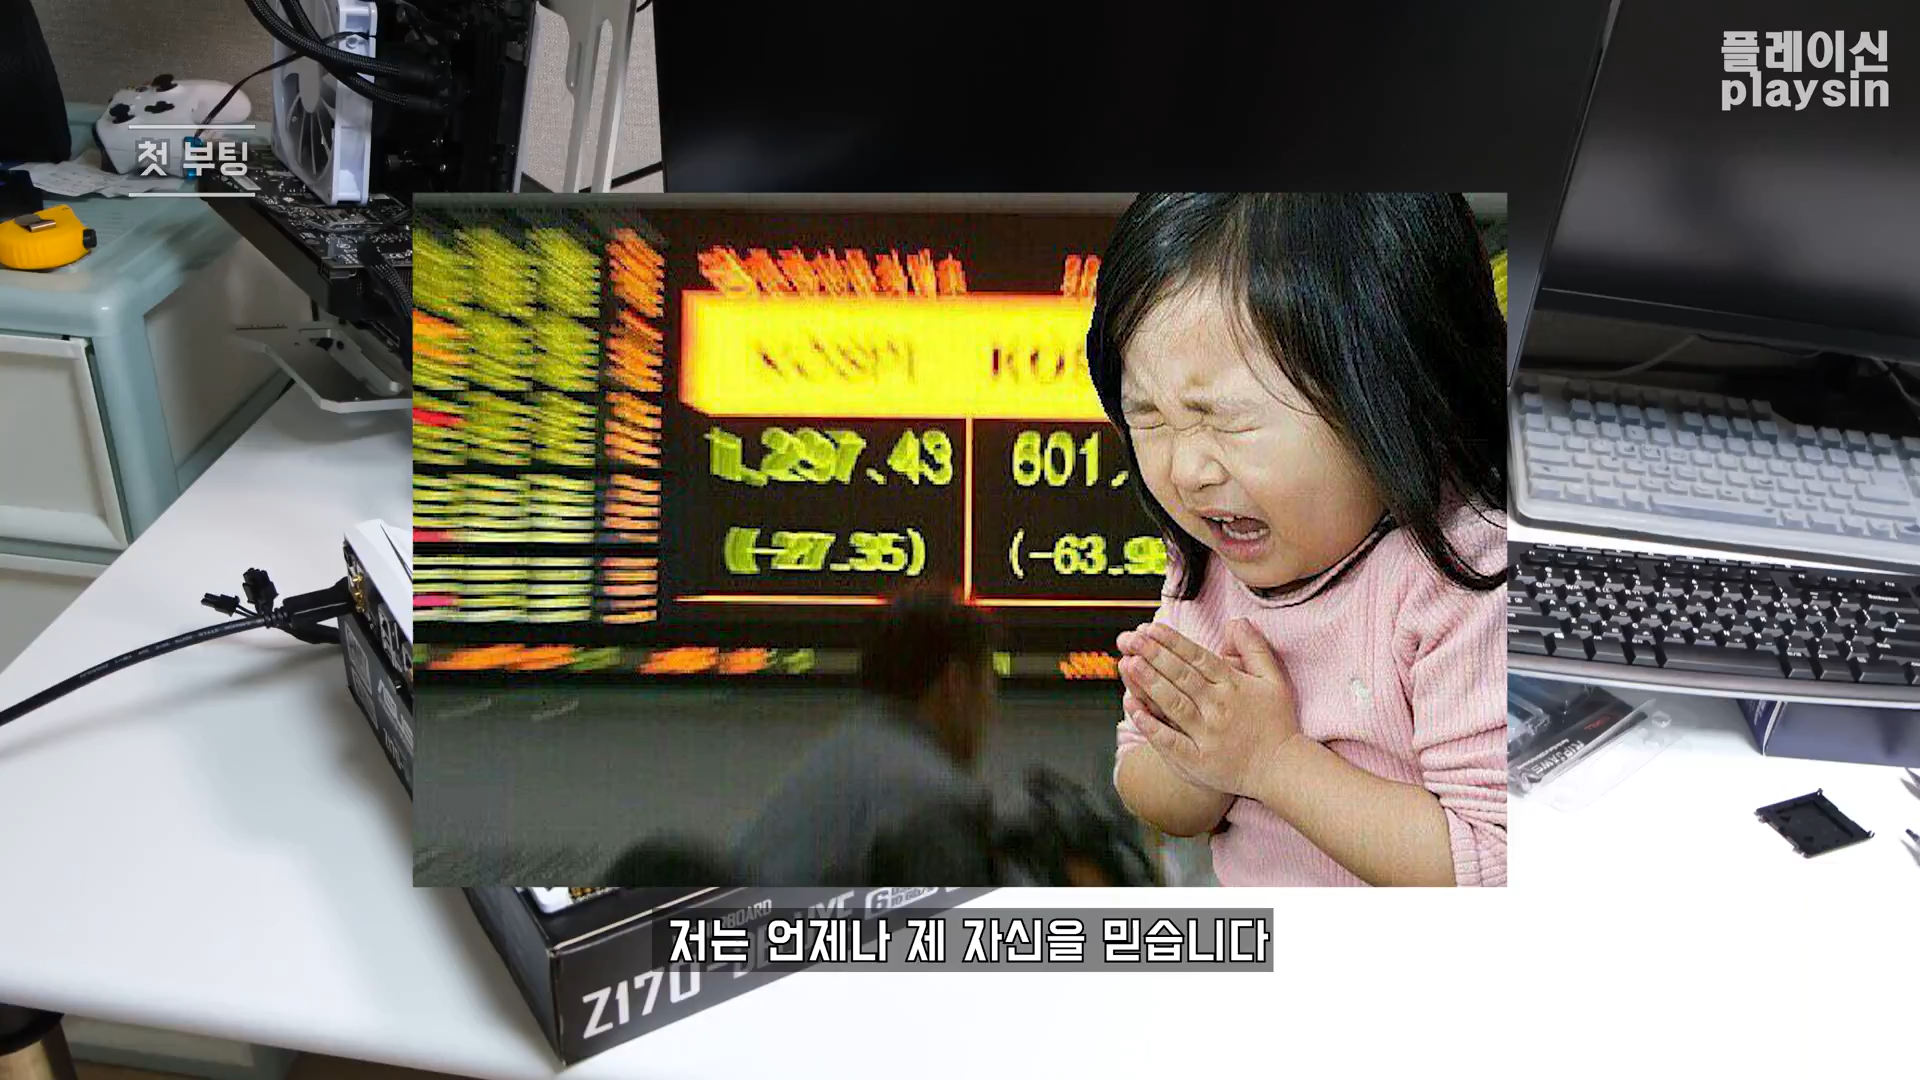 플레이신
playsin
첫 부팅
1,297.43
601.
(-27.35)
(-63.9
저는 언제나 제 자신을 믿습니다
Z170-DELUXE